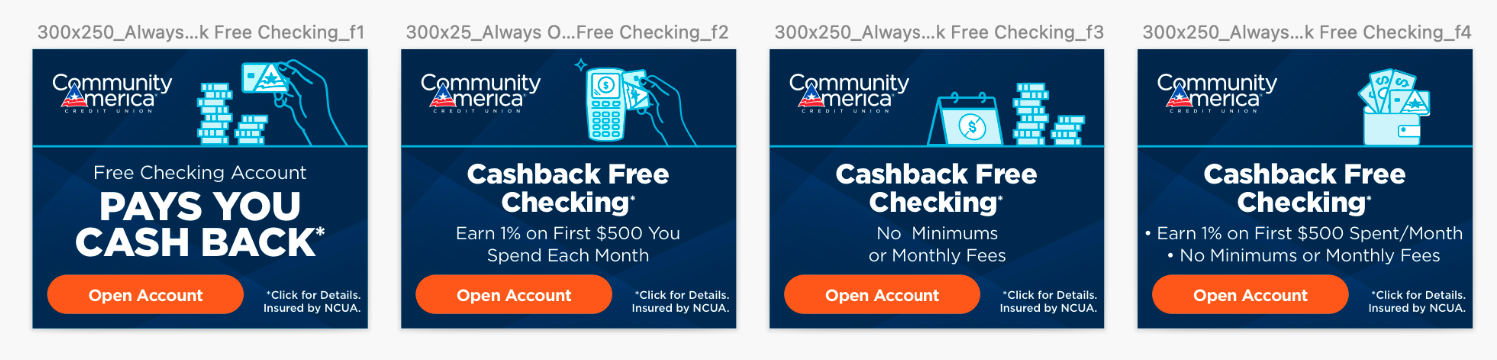 300x250_Always...k Free Checking_f1
Community
America
CREDIT UNION
Free Checking Account
PAYS YOU
CASH BACK*
Open Account
*Click for Details.
Insured by NCUA.
300x25_Always O...Free Checking_f2
Community
America
CREDIT UNION
$
Cashback Free
Checking*
Earn 1% on First $500 You
Spend Each Month
Open Account
*Click for Details.
Insured by NCUA.
300x250_Always...k Free Checking_f3
Community
America
CREDIT UNION
$
Cashback Free
Checking*
No Minimums
or Monthly Fees
Open Account
*Click for Details.
Insured by NCUA.
300x250_Always...k Free Checking_f4
Community
America
CREDIT UNION
$ $
Cashback Free
Checking*
• Earn 1% on First $500 Spent/Month
• No Minimums or Monthly Fees
Open Account
*Click for Details.
Insured by NCUA.